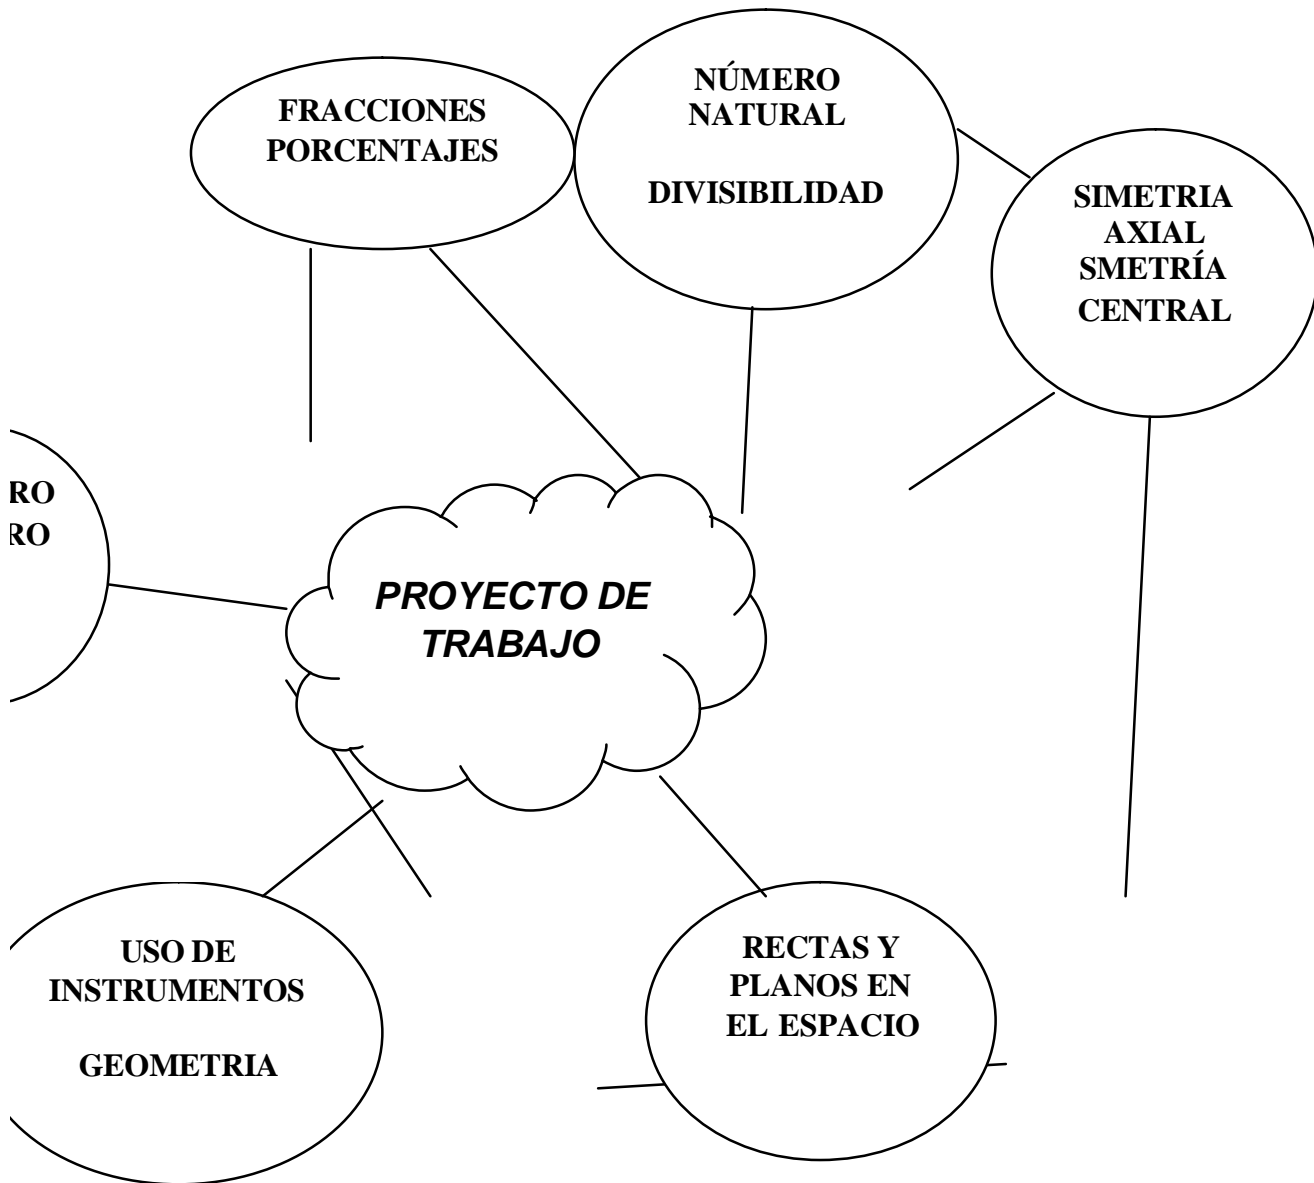 FRACCIONES
PORCENTAJES
NÚMERO
NATURAL
DIVISIBILIDAD
SIMETRIA
AXIAL
SMETRÍA
CENTRAL
RO
RO
PROYECTO DE
TRABAJO
USO DE
INSTRUMENTOS
GEOMETRIA
RECTAS Y
PLANOS EN
EL ESPACIO